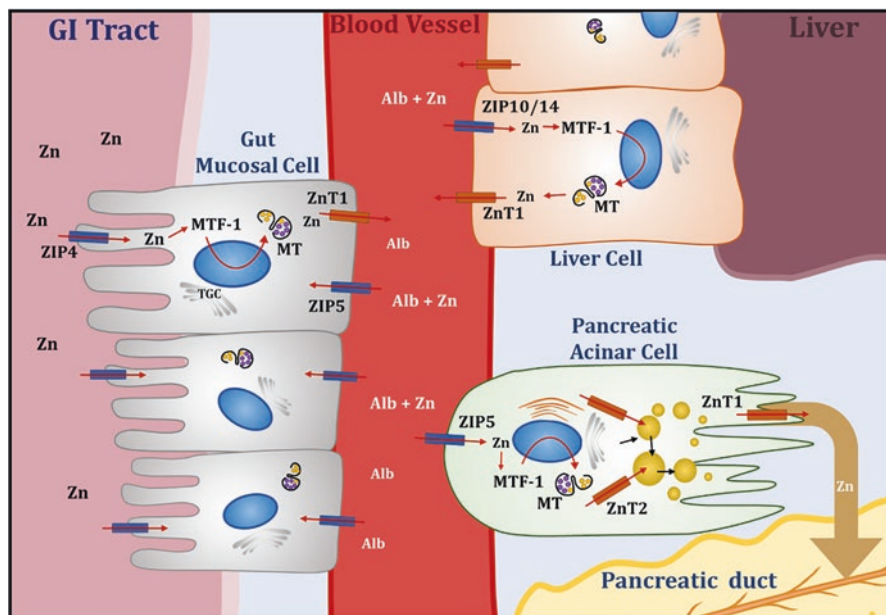 GI Tract
Blood Vessel
Liver
Zn
Zn
Gut
Mucosal Cell
Alb + Zn
ZIP10/14
Zn
MTF-1
Zn
ZnT1
MT
Liver Cell
Zn
ZIP4
Zn
MTF-1
MT
TGC
ZnT1
Zn
Alb
ZIP5
Alb + Zn
Zn
Alb + Zn
Alb
Zn
Alb
Pancreatic
Acinar Cell
ZIP5
Zn
MTF-1
MT
ZnT2
ZnT1
Zn
Pancreatic duct